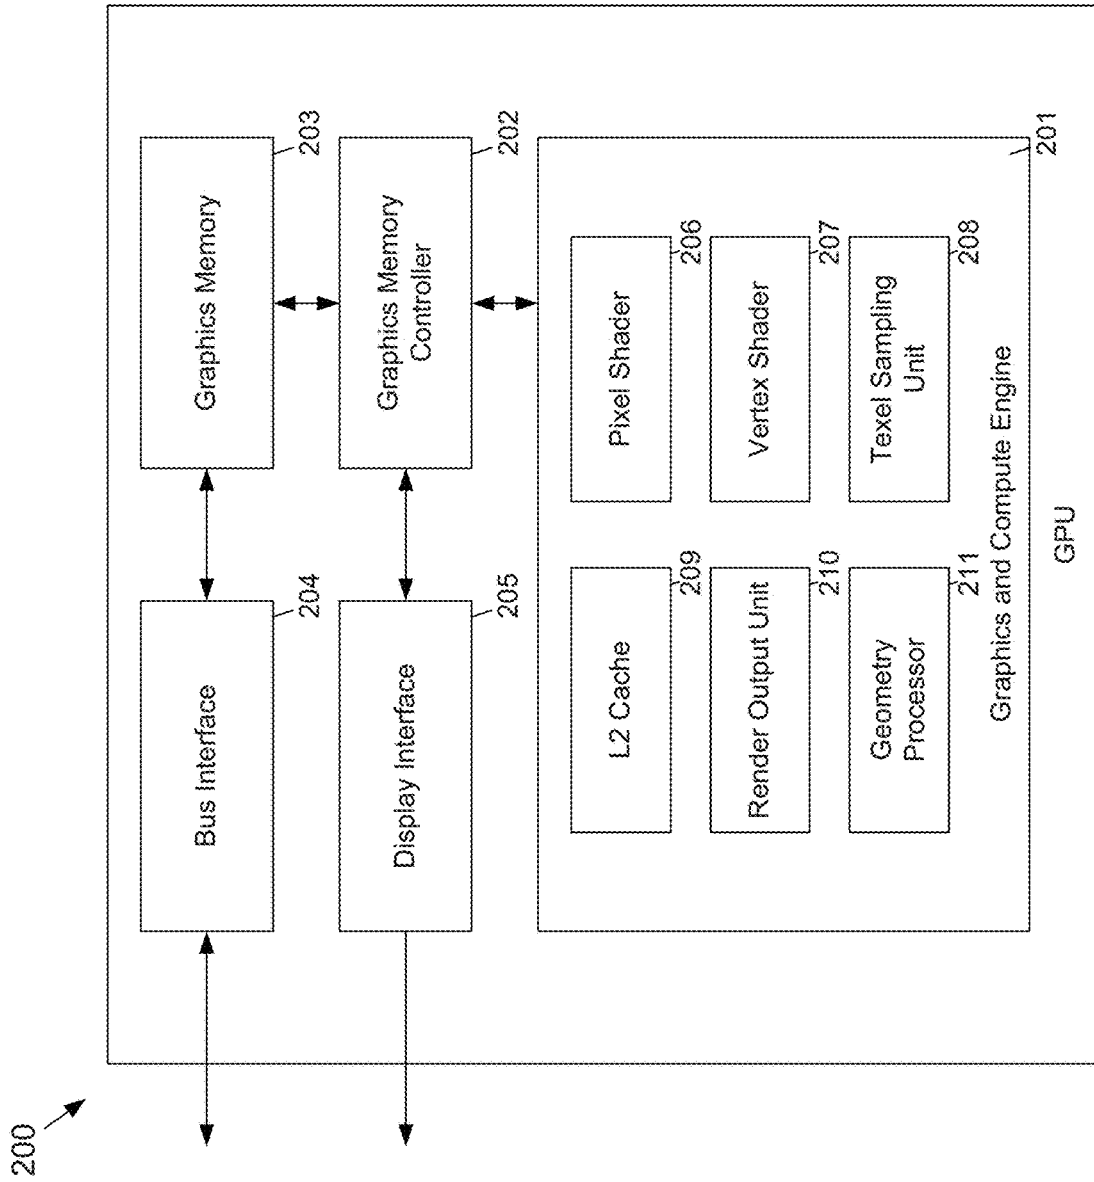 200
Bus Interface
204
Graphics Memory
203
Display Interface
205
Graphics Memory
Controller
202
L2 Cache
209
Pixel Shader
206
Render Output Unit
210
Vertex Shader
207
Geometry
Processor
211
Texel Sampling
Unit
208
Graphics and Compute Engine
201
GPU